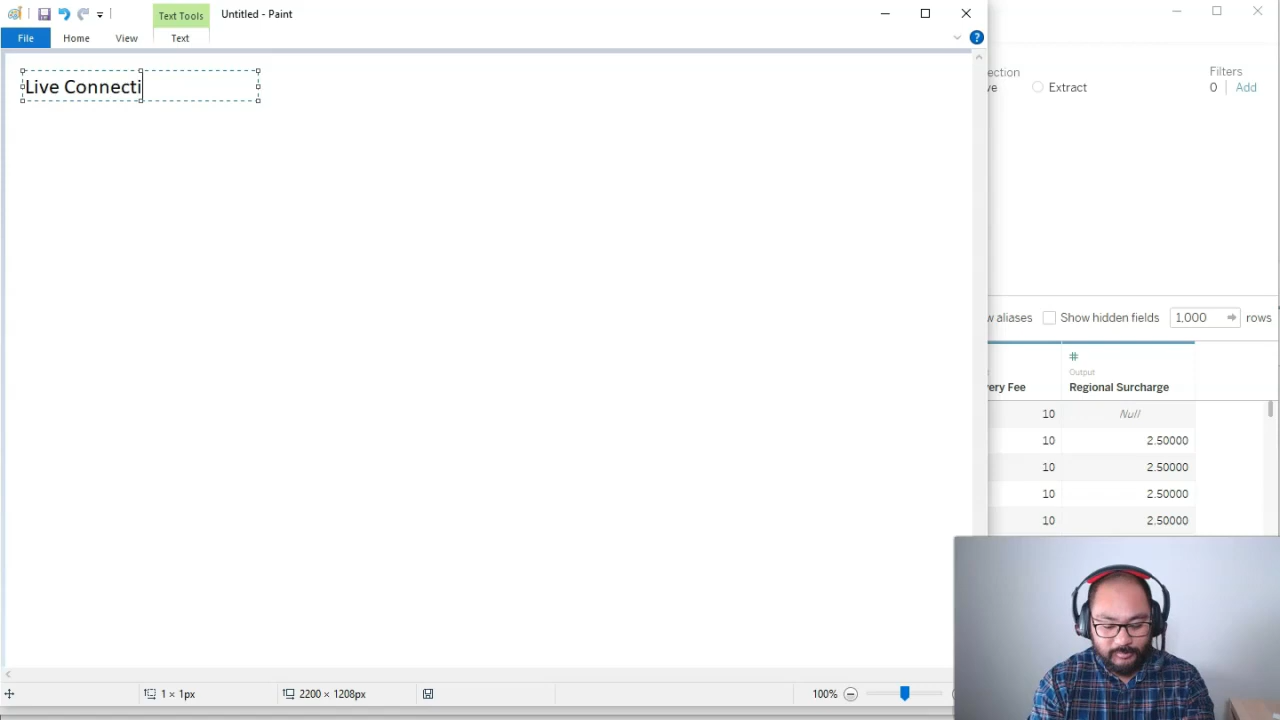 Text Tools
Untitled - Paint
File
Home
View
Text
Live Connecti
ection
ve
Extract
Filters
0
Add
w aliases
Show hidden fields
1,000
rows
Output
very Fee
Regional Surcharge
10
Null
10
2.50000
10
2.50000
10
2.50000
10
2.50000
1 × 1px
2200 × 1208px
100%